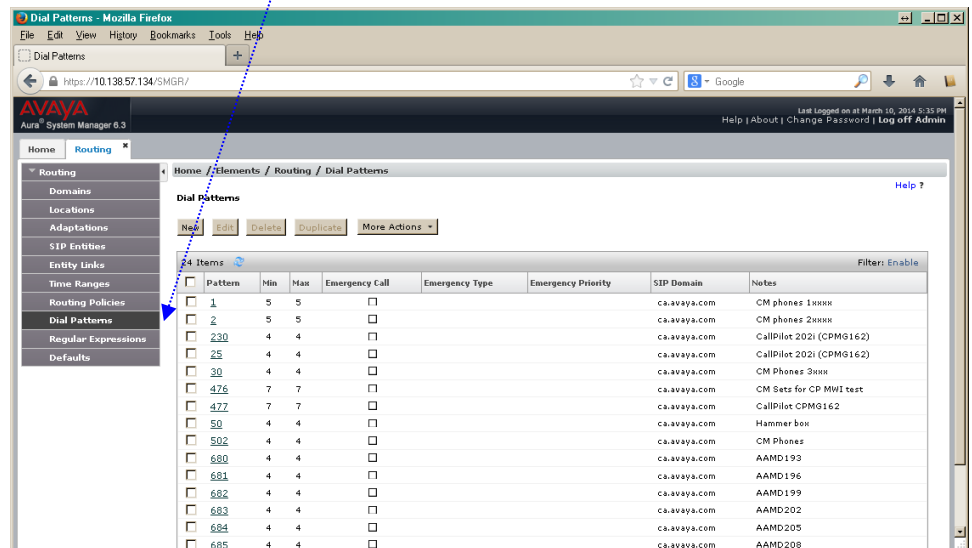 Dial Patterns - Mozilla Firefox
File Edit View History Bookmarks Tools Help
Dial Patterns +
https://10.138.57.134/SMGR/ Google
AVAYA
Aura® System Manager 6.3
Last Logged on at March 10, 2014 5:35 PM
Help | About | Change Password | Log off Admin
Home Routing ×
Routing
Domains
Locations
Adaptations
SIP Entities
Entity Links
Time Ranges
Routing Policies
Dial Patterns
Regular Expressions
Defaults
Home / Elements / Routing / Dial Patterns
Help ?
Dial Patterns
New Edit Delete Duplicate More Actions
24 Items Filter: Enable
Pattern Min Max Emergency Call Emergency Type Emergency Priority SIP Domain Notes
1 5 5 ca.avaya.com CM phones 1xxxx
2 5 5 ca.avaya.com CM phones 2xxxx
230 4 4 ca.avaya.com CallPilot 202i (CPMG162)
25 4 4 ca.avaya.com CallPilot 202i (CPMG162)
30 4 4 ca.avaya.com CM Phones 3xxx
476 7 7 ca.avaya.com CM Sets for CP MWI test
477 7 7 ca.avaya.com CallPilot CPMG162
50 4 4 ca.avaya.com Hammer box
502 4 4 ca.avaya.com CM Phones
680 4 4 ca.avaya.com AAMD193
681 4 4 ca.avaya.com AAMD196
682 4 4 ca.avaya.com AAMD199
683 4 4 ca.avaya.com AAMD202
684 4 4 ca.avaya.com AAMD205
685 4 4 ca.avaya.com AAMD208